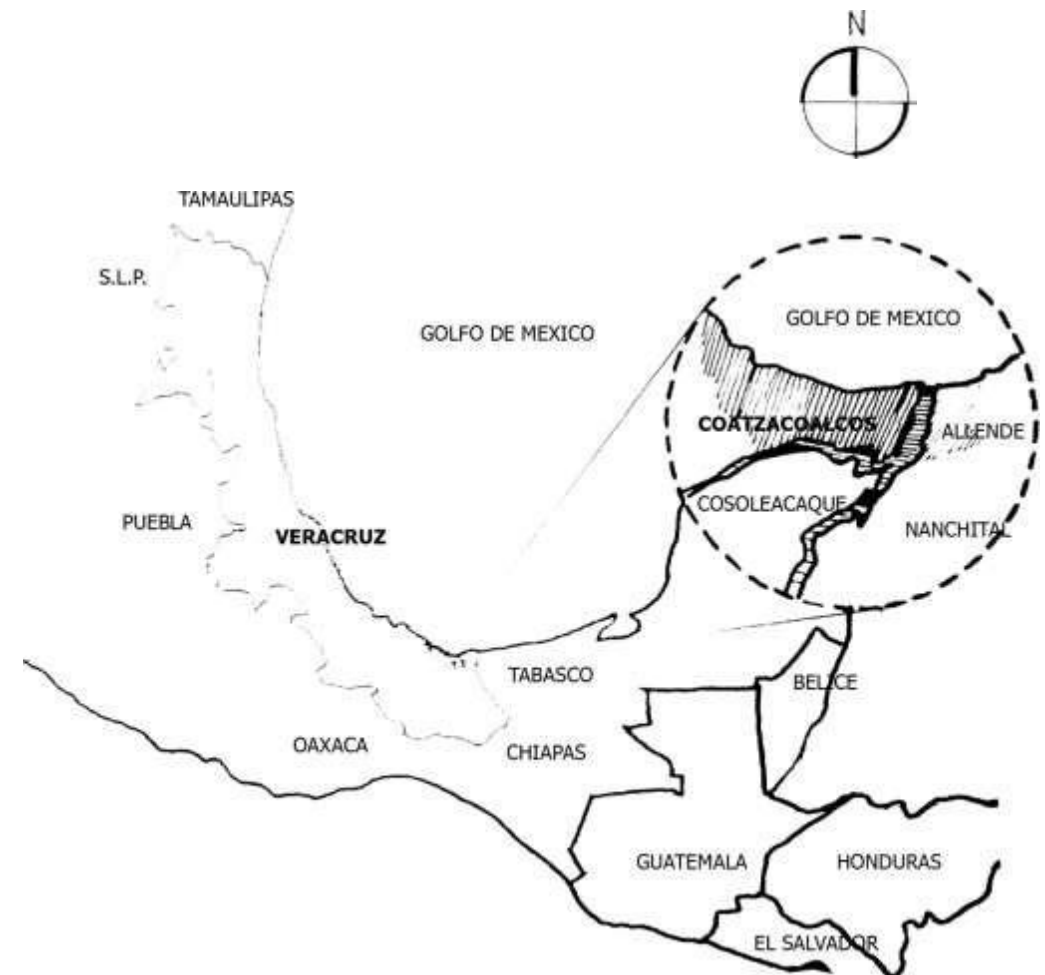 N
TAMAULIPAS
S.L.P.
GOLFO DE MEXICO
GOLFO DE MEXICO
COATZACOALCOS
ALLENDE
COSOLEACAQUE
NANCHITAL
PUEBLA
VERACRUZ
TABASCO
BELICE
OAXACA
CHIAPAS
GUATEMALA
HONDURAS
EL SALVADOR